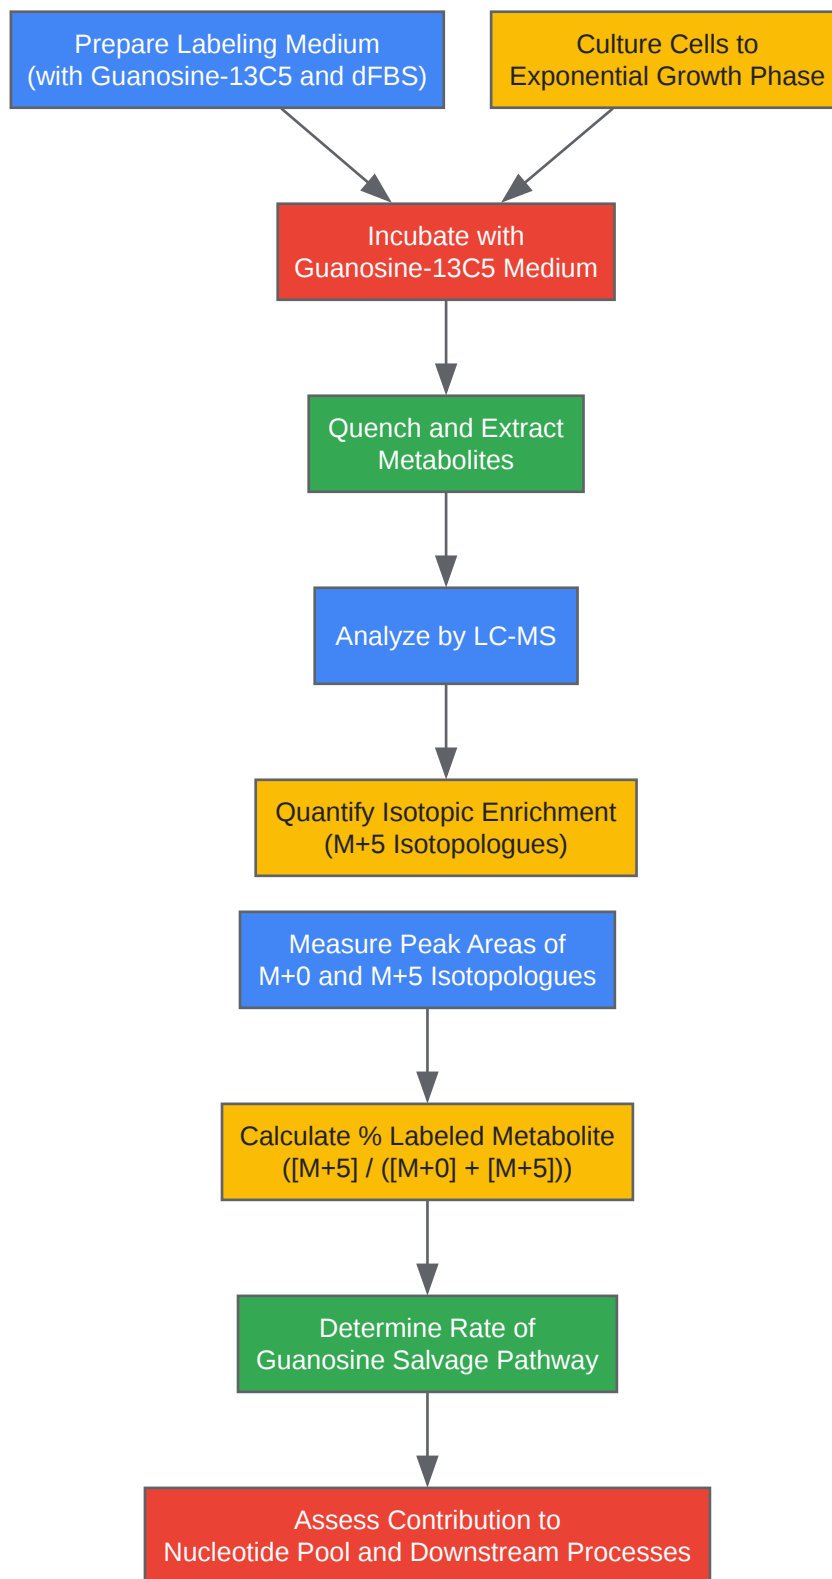 Prepare Labeling Medium
(with Guanosine-13C5 and dFBS)
Culture Cells to
Exponential Growth Phase
Incubate with
Guanosine-13C5 Medium
Quench and Extract
Metabolites
Analyze by LC-MS
Quantify Isotopic Enrichment
(M+5 Isotopologues)
Measure Peak Areas of
M+0 and M+5 Isotopologues
Calculate % Labeled Metabolite
([M+5] / ([M+0] + [M+5]))
Determine Rate of
Guanosine Salvage Pathway
Assess Contribution to
Nucleotide Pool and Downstream Processes